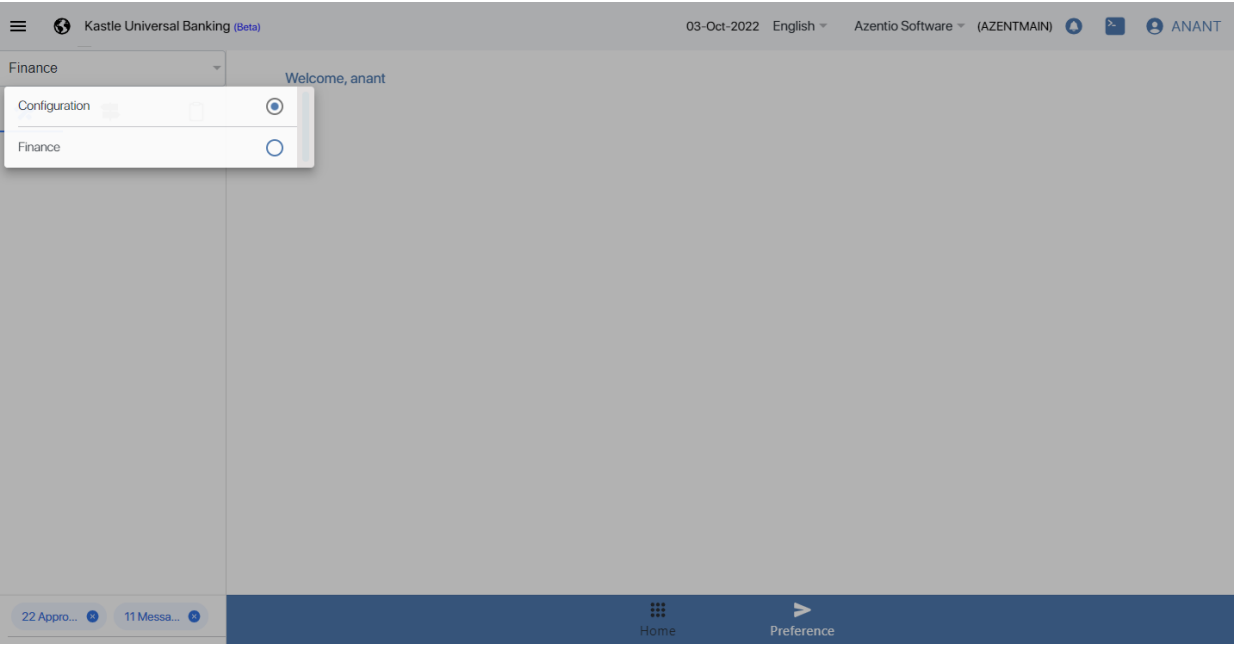 Kastle Universal Banking (Beta)
03-Oct-2022 English Azentio Software (AZENTMAIN) ANANT
Finance
Welcome, anant
Configuration
Finance
22 Appro... 11 Messa...
Home Preference